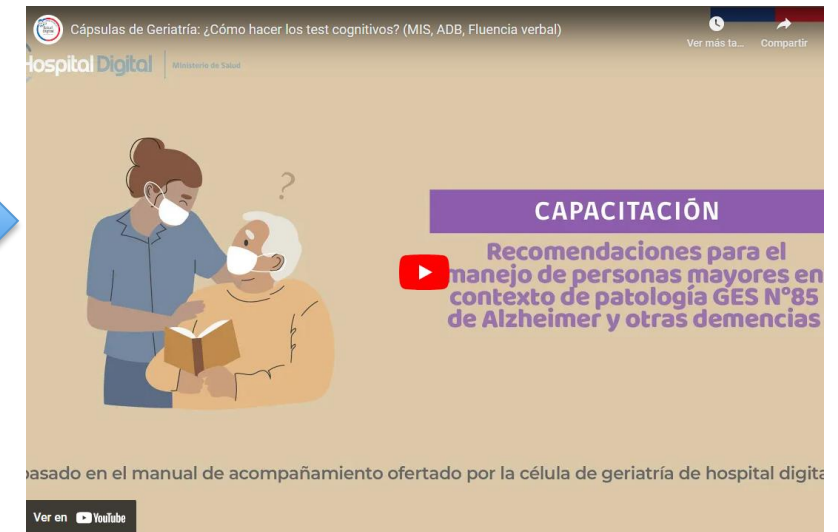 Cápsulas de Geriatría: ¿Cómo hacer los test cognitivos? (MIS, ADB, Fluencia verbal)
Ver más ta...
Compartir
Hospital Digital
Ministerio de Salud
?
CAPACITACIÓN
Recomendaciones para el
manejo de personas mayores en
contexto de patología GES N°85
de Alzheimer y otras demencias
basado en el manual de acompañamiento ofertado por la célula de geriatría de hospital digita
Ver en YouTube